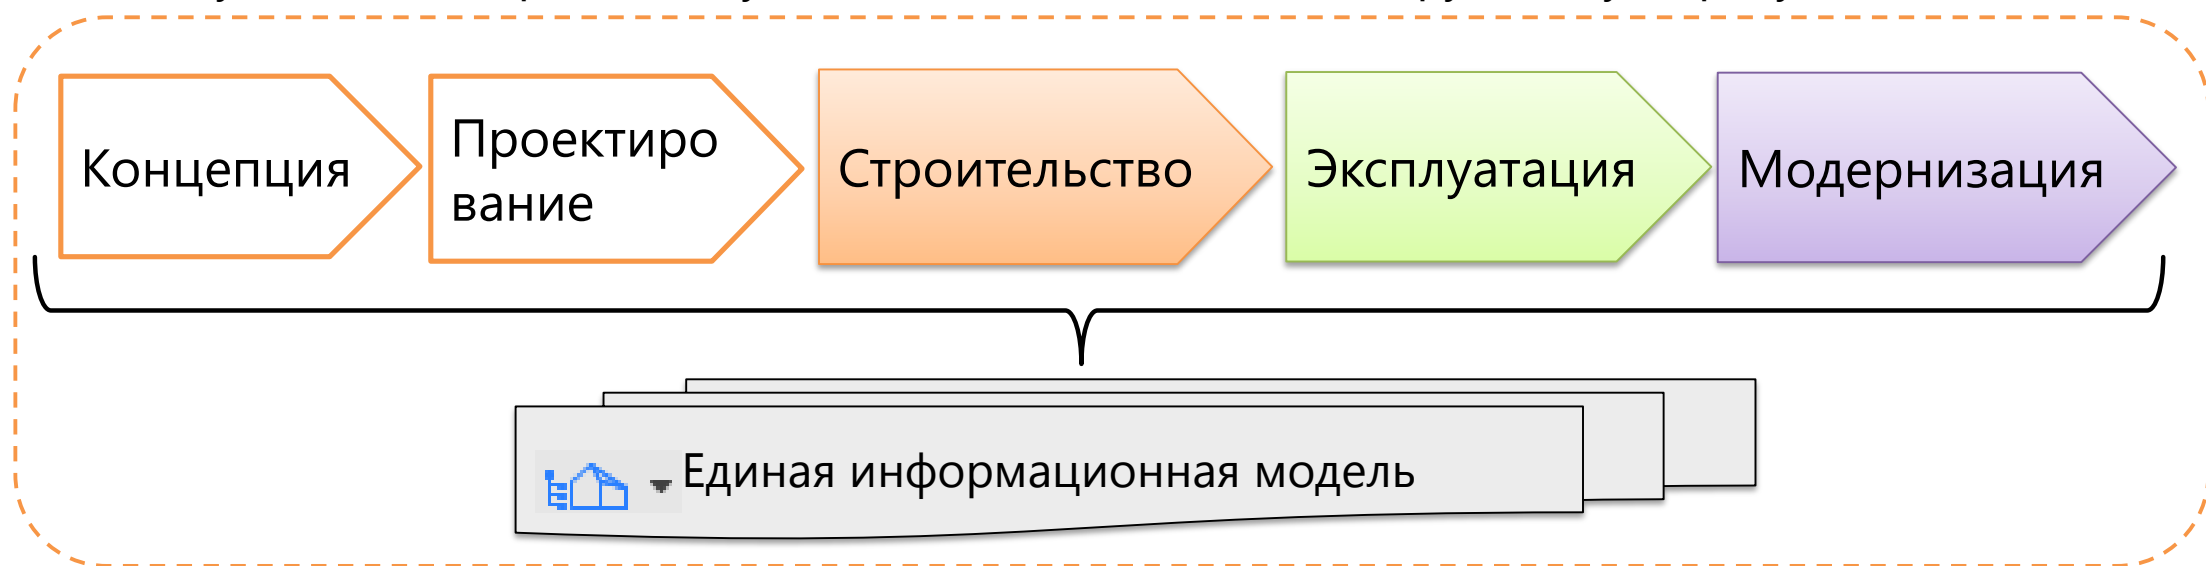 Концепция
Проектиро
вание
Строительство
Эксплуатация
Модернизация
Единая информационная модель